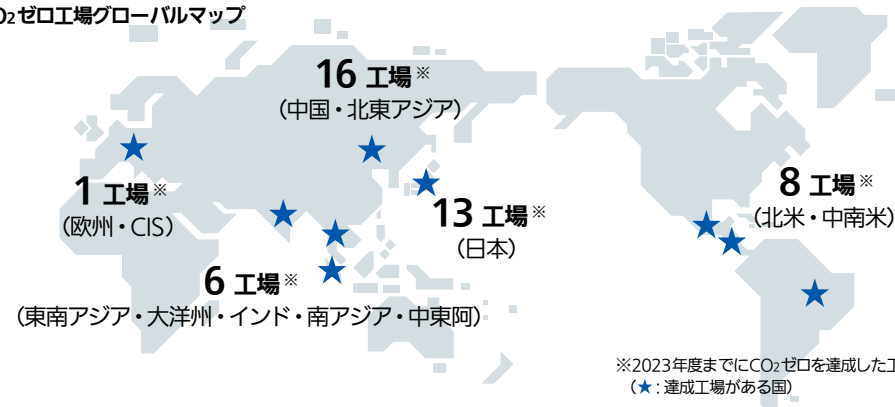 O2ゼロ工場グローバルマップ
16 工場※
(中国・北東アジア)
1 工場※
(欧州・CIS)
13 工場※
(日本)
8 工場※
(北米・中南米)
6 工場※
(東南アジア・大洋州・インド・南アジア・中東阿)
※2023年度までにCO2ゼロを達成した工
(★:達成工場がある国)